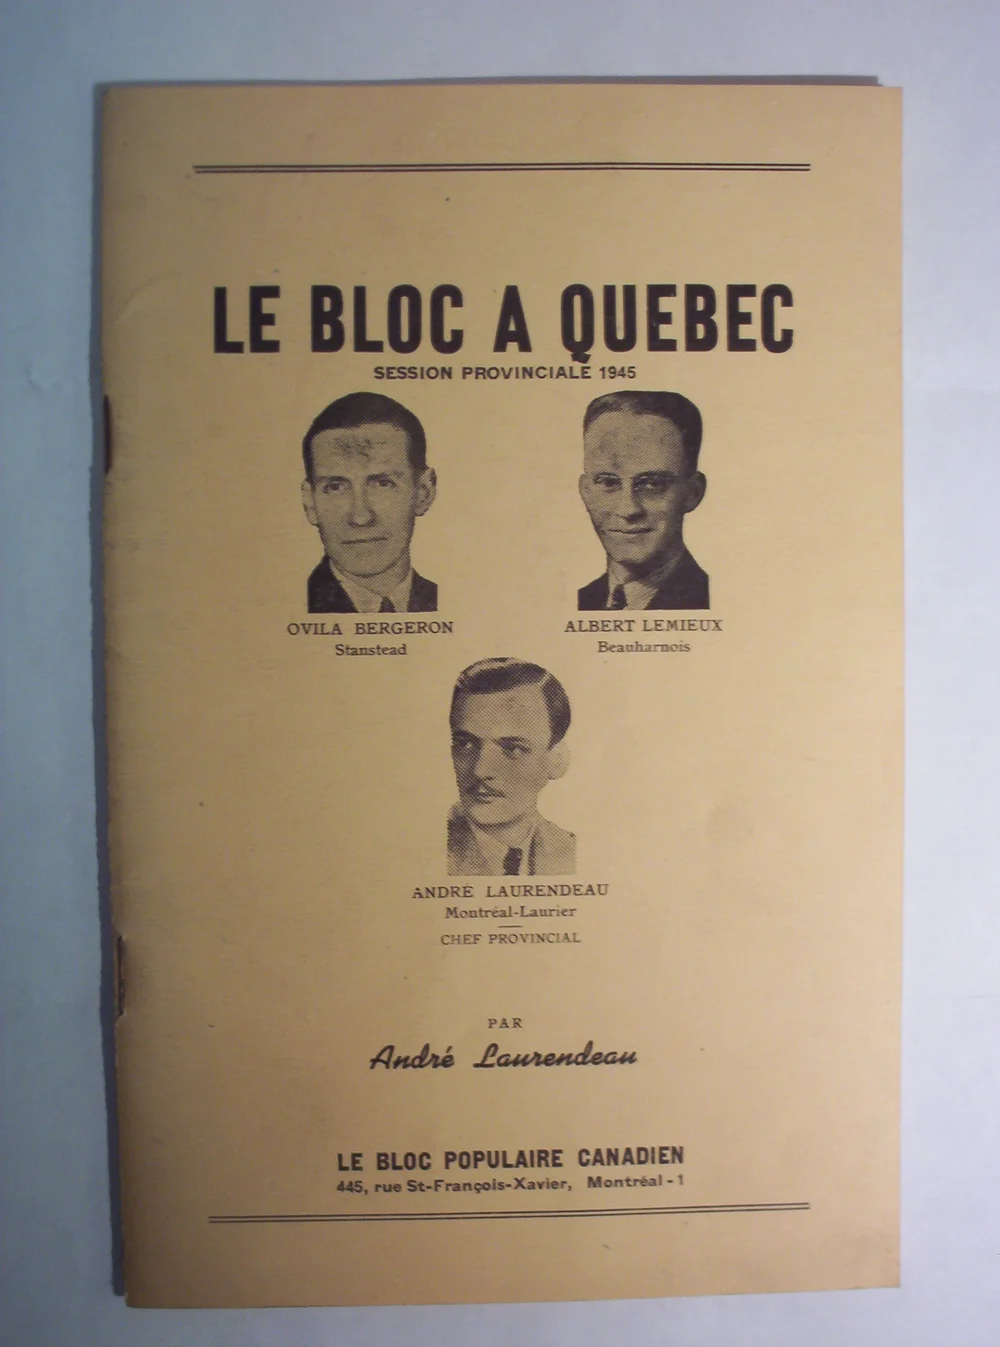 LE BLOC A QUEBEC
SESSION PROVINCIALE 1945
OVILA BERGERON
Stanstead
ALBERT LEMIEUX
Beauharnois
ANDRÉ LAURENDEAU
Montréal-Laurier
CHEF PROVINCIAL
PAR
André Laurendeau
LE BLOC POPULAIRE CANADIEN
445, rue St-François-Xavier, Montréal - 1